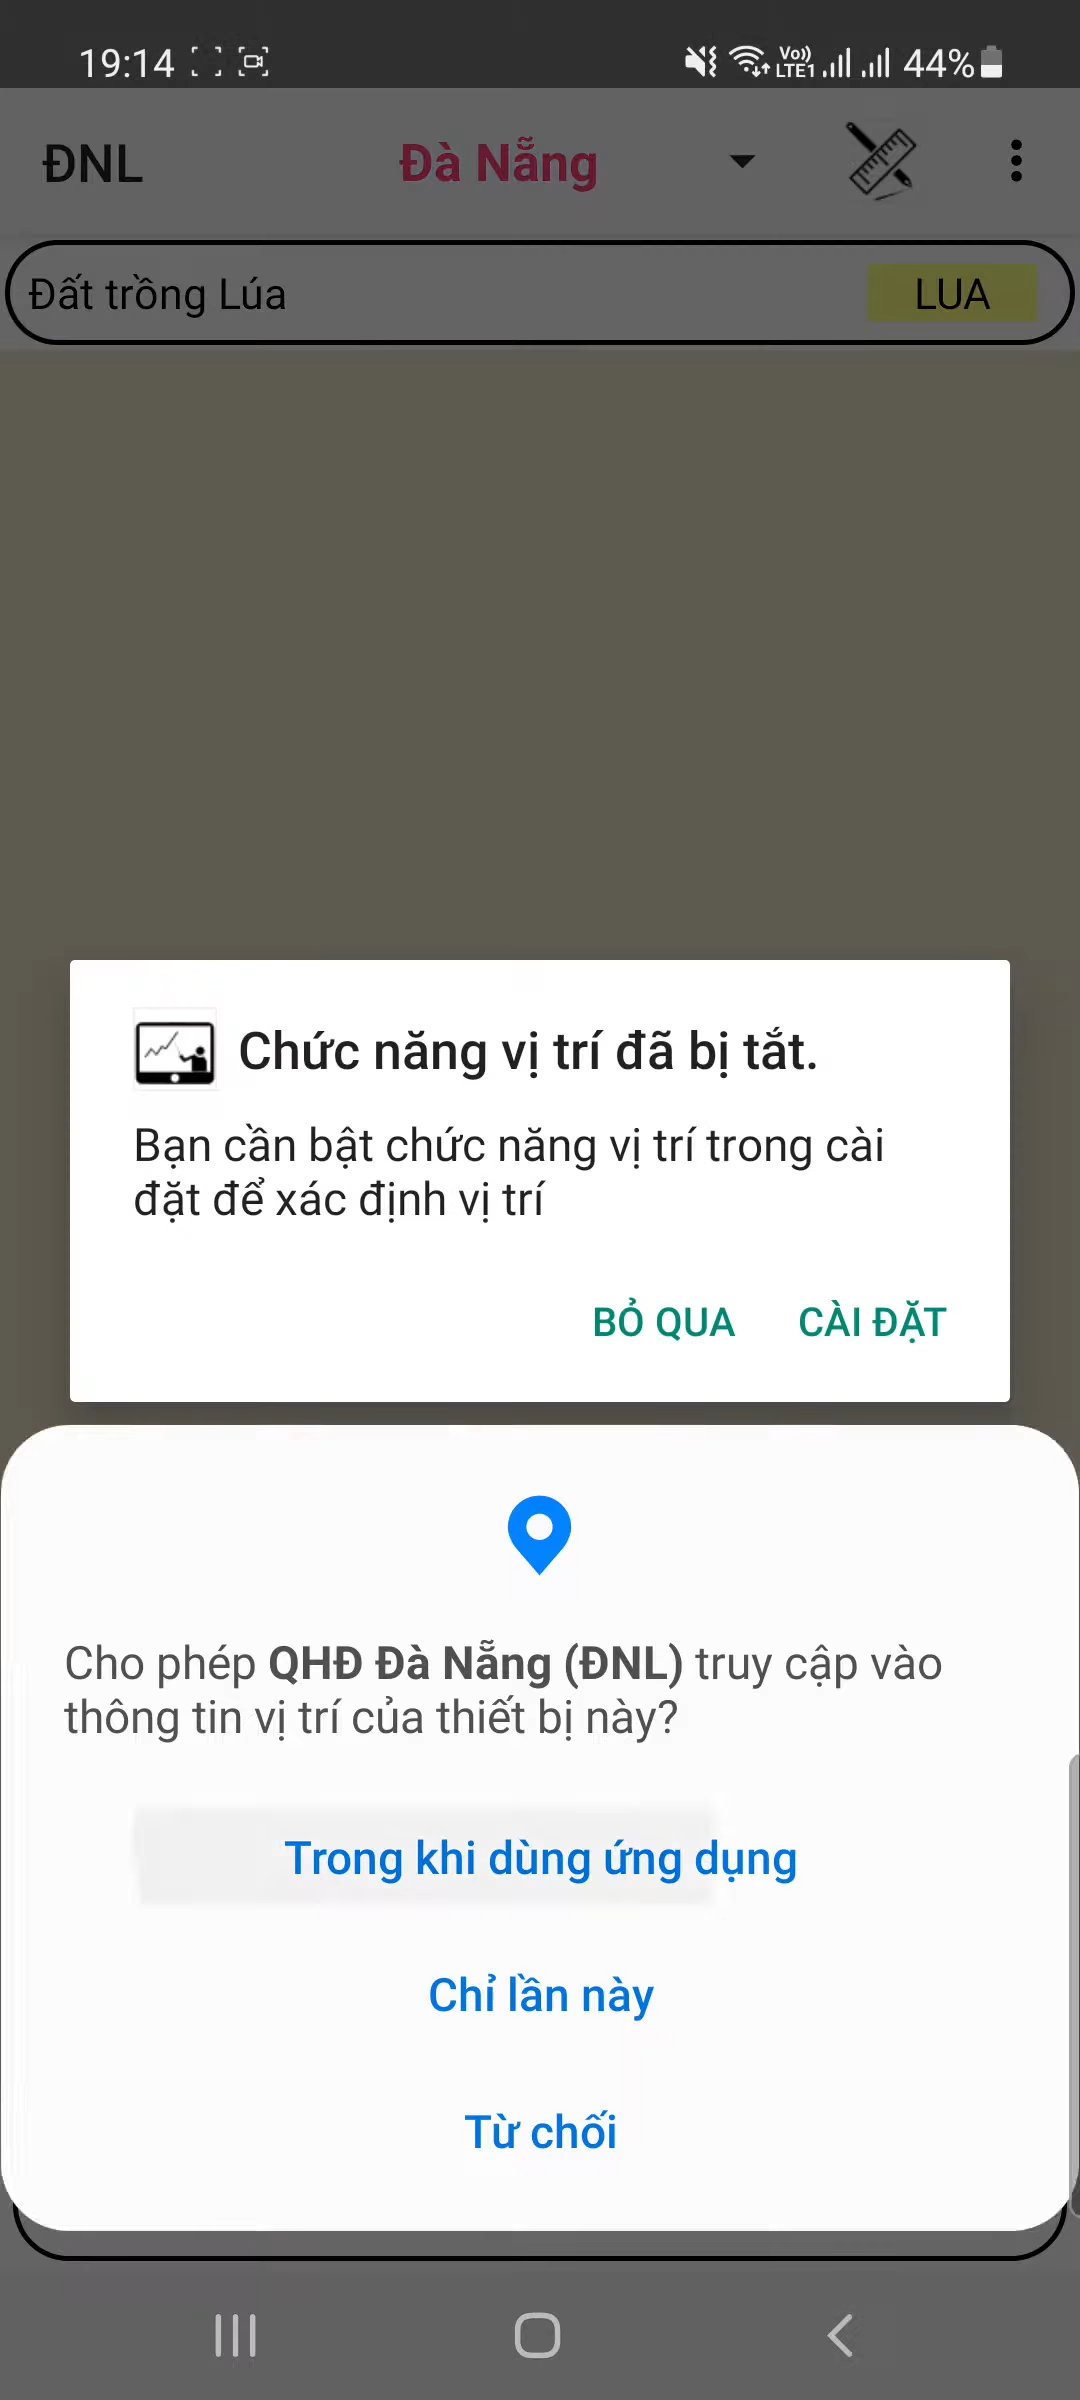 19:14
Vo)) LTE1 44%
ĐNL Đà Nẵng
Đất trồng Lúa LUA
Chức năng vị trí đã bị tắt.
Bạn cần bật chức năng vị trí trong cài
đặt để xác định vị trí
BỎ QUA CÀI ĐẶT
Cho phép QHĐ Đà Nẵng (ĐNL) truy cập vào
thông tin vị trí của thiết bị này?
Trong khi dùng ứng dụng
Chỉ lần này
Từ chối